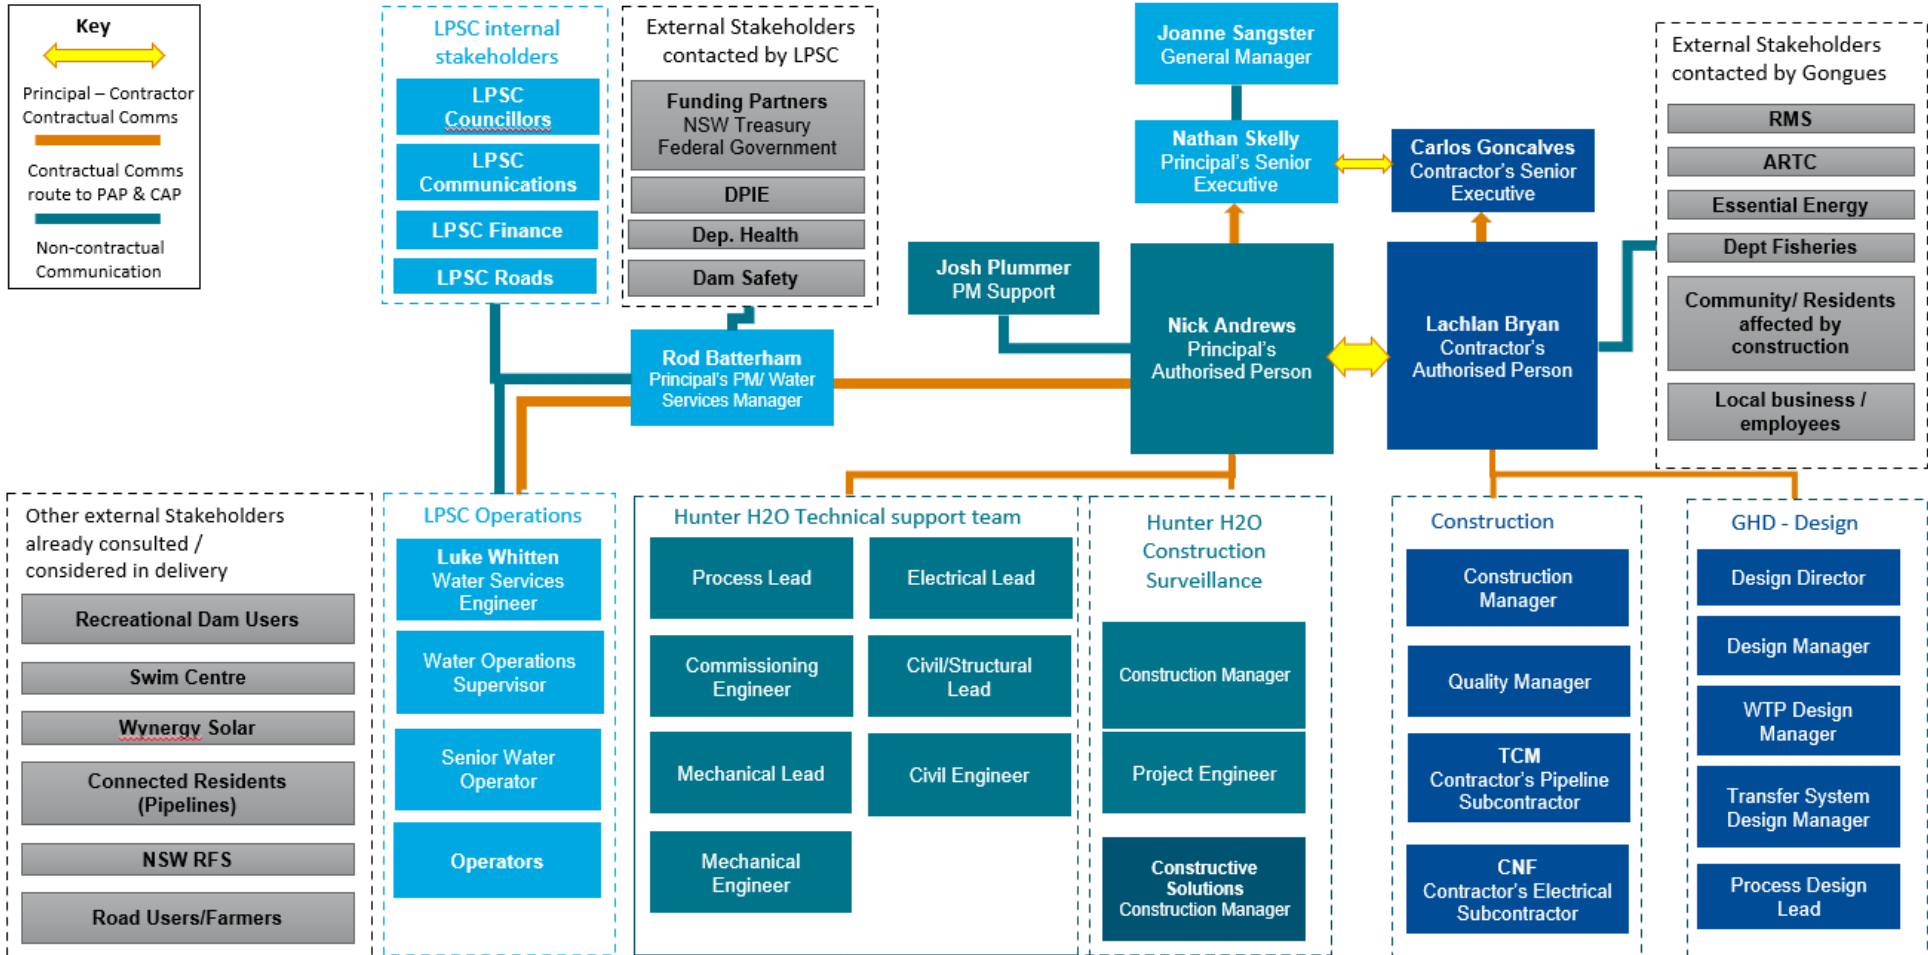 Key
Principal – Contractor
Contractual Comms
Contractual Comms
route to PAP & CAP
Non-contractual
Communication
LPSC internal
stakeholders
LPSC
Councillors
LPSC
Communications
LPSC Finance
LPSC Roads
External Stakeholders
contacted by LPSC
Funding Partners
NSW Treasury
Federal Government
DPIE
Dep. Health
Dam Safety
Joanne Sangster
General Manager
Nathan Skelly
Principal's Senior
Executive
Carlos Goncalves
Contractor's Senior
Executive
External Stakeholders
contacted by Gongues
RMS
ARTC
Essential Energy
Dept Fisheries
Community/ Residents
affected by
construction
Local business /
employees
Josh Plummer
PM Support
Nick Andrews
Principal's
Authorised Person
Lachlan Bryan
Contractor's
Authorised Person
Rod Batterham
Principal's PM/ Water
Services Manager
Other external Stakeholders
already consulted /
considered in delivery
Recreational Dam Users
Swim Centre
Wynergy Solar
Connected Residents
(Pipelines)
NSW RFS
Road Users/Farmers
LPSC Operations
Luke Whitten
Water Services
Engineer
Water Operations
Supervisor
Senior Water
Operator
Operators
Hunter H2O Technical support team
Process Lead
Electrical Lead
Commissioning
Engineer
Civil/Structural
Lead
Mechanical Lead
Civil Engineer
Mechanical
Engineer
Hunter H2O
Construction
Surveillance
Construction Manager
Project Engineer
Constructive
Solutions
Construction Manager
Construction
Construction
Manager
Quality Manager
TCM
Contractor's Pipeline
Subcontractor
CNF
Contractor's Electrical
Subcontractor
GHD - Design
Design Director
Design Manager
WTP Design
Manager
Transfer System
Design Manager
Process Design
Lead